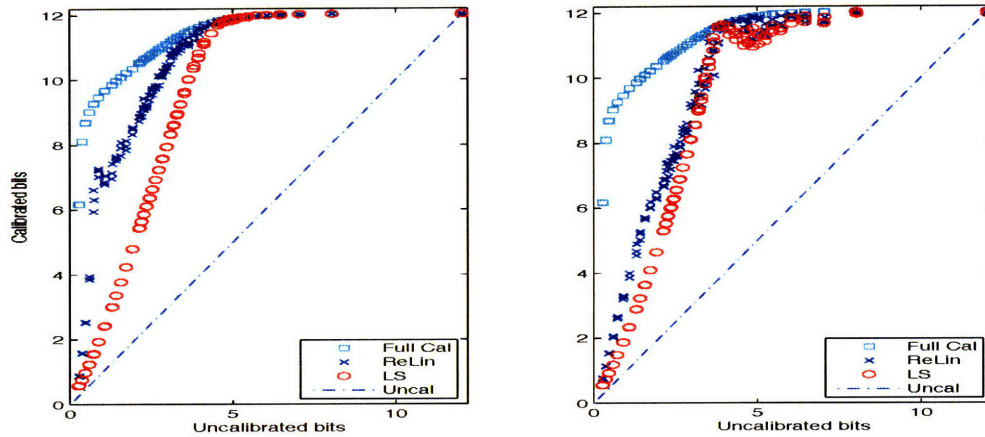 12
10
8
6
4
2
0
Calibrated bits
0
5
10
Uncalibrated bits
Full Cal
ReLin
LS
Uncal
12
10
8
6
4
2
0
0
5
10
Uncalibrated bits
Full Cal
ReLin
LS
Uncal